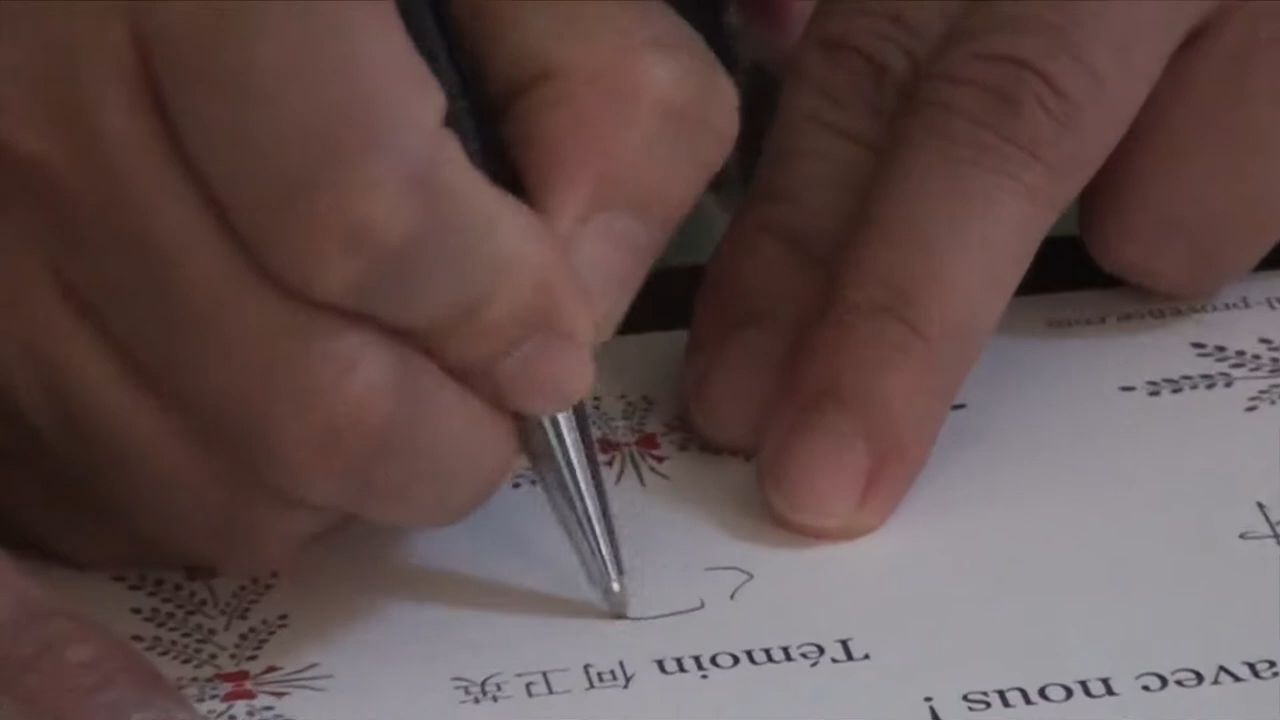 avec nous !
Témoin 何卫英